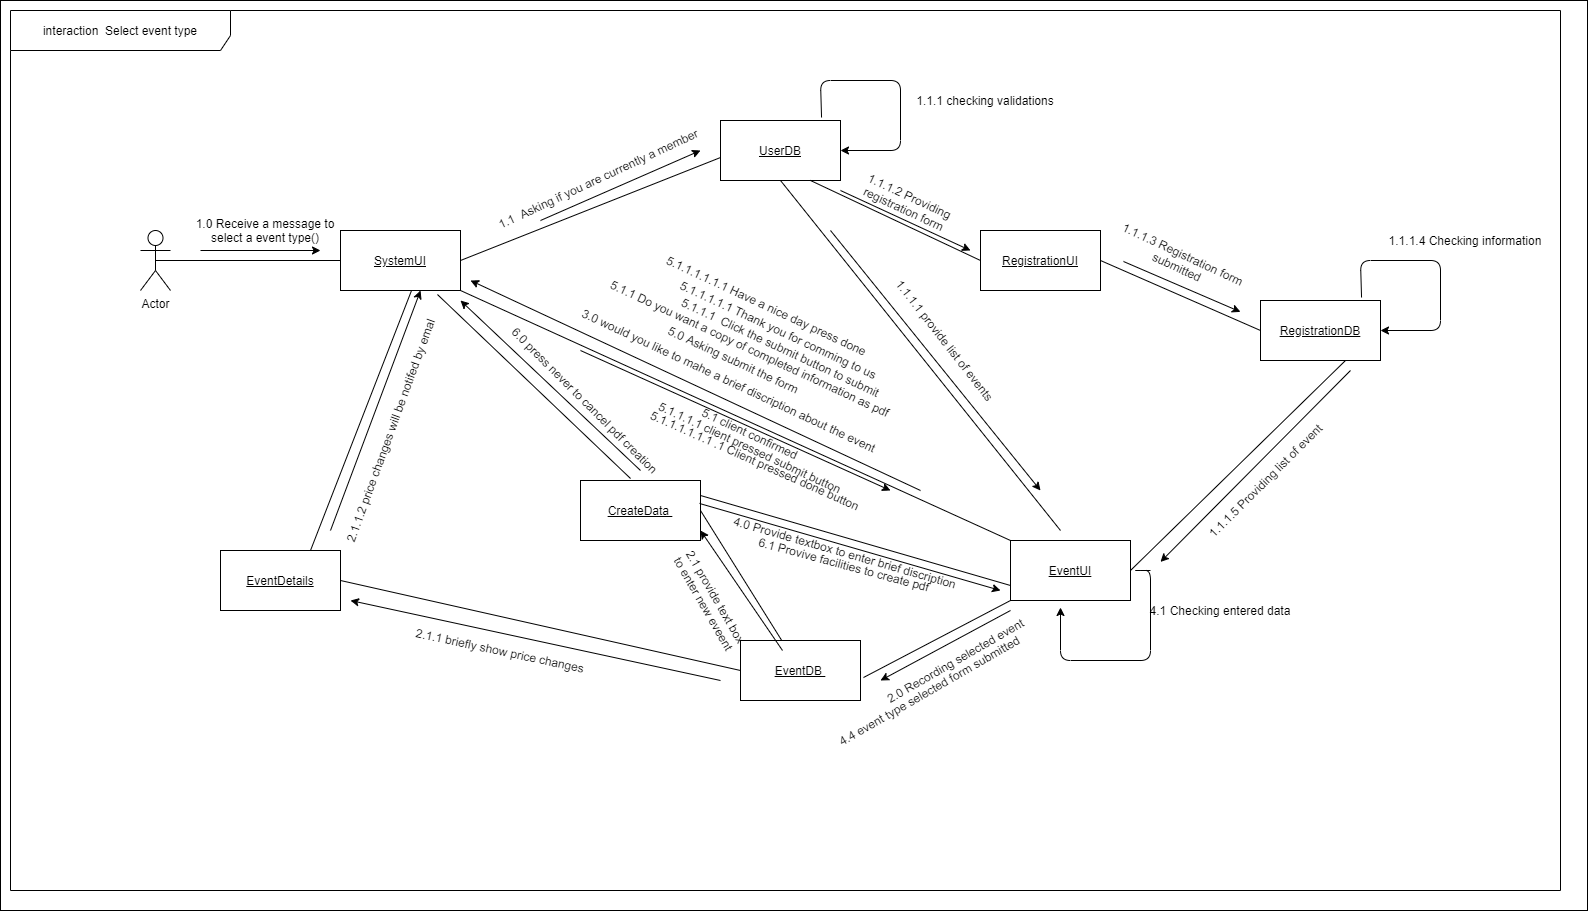 interaction  Select event type
1.1.1 checking validations
UserDB
1.1  Asking if you are currently a member
1.0 Receive a message to
select a event type()
SystemUI
Actor
1.1.1.2 Providing
registration form
RegistrationUI
1.1.1.3 Registration form
submitted
1.1.1.4 Checking information
RegistrationDB
1.1.1.1 provide list of events
5.1.1.1.1.1.1 Have a nice day press done
5.1.1.1.1.1 Thank you for comming to us
5.1.1.1  Click the submit button to submit
5.1.1 Do you want a copy of completed information as pdf
5.0 Asking submit the form
3.0 would you like to mahe a brief discription about the event
5.1 client confirmed
5.1.1.1.1 client pressed submit button
5.1.1.1.1.1.1 .1 Client pressed done button
6.0 press never to cancel pdf creation
2.1.1.2 price changes will be notifed by emal
1.1.1.5 Providing list of event
CreateData
4.0 Provide textbox to enter brief discription
6.1 Provive facilities to create pdf
EventUI
EventDetails
2.1 provide text box
to enter new eveent
4.1 Checking entered data
2.1.1 briefly show price changes
EventDB
2.0 Recording selected event
4.4 event type selected form submitted